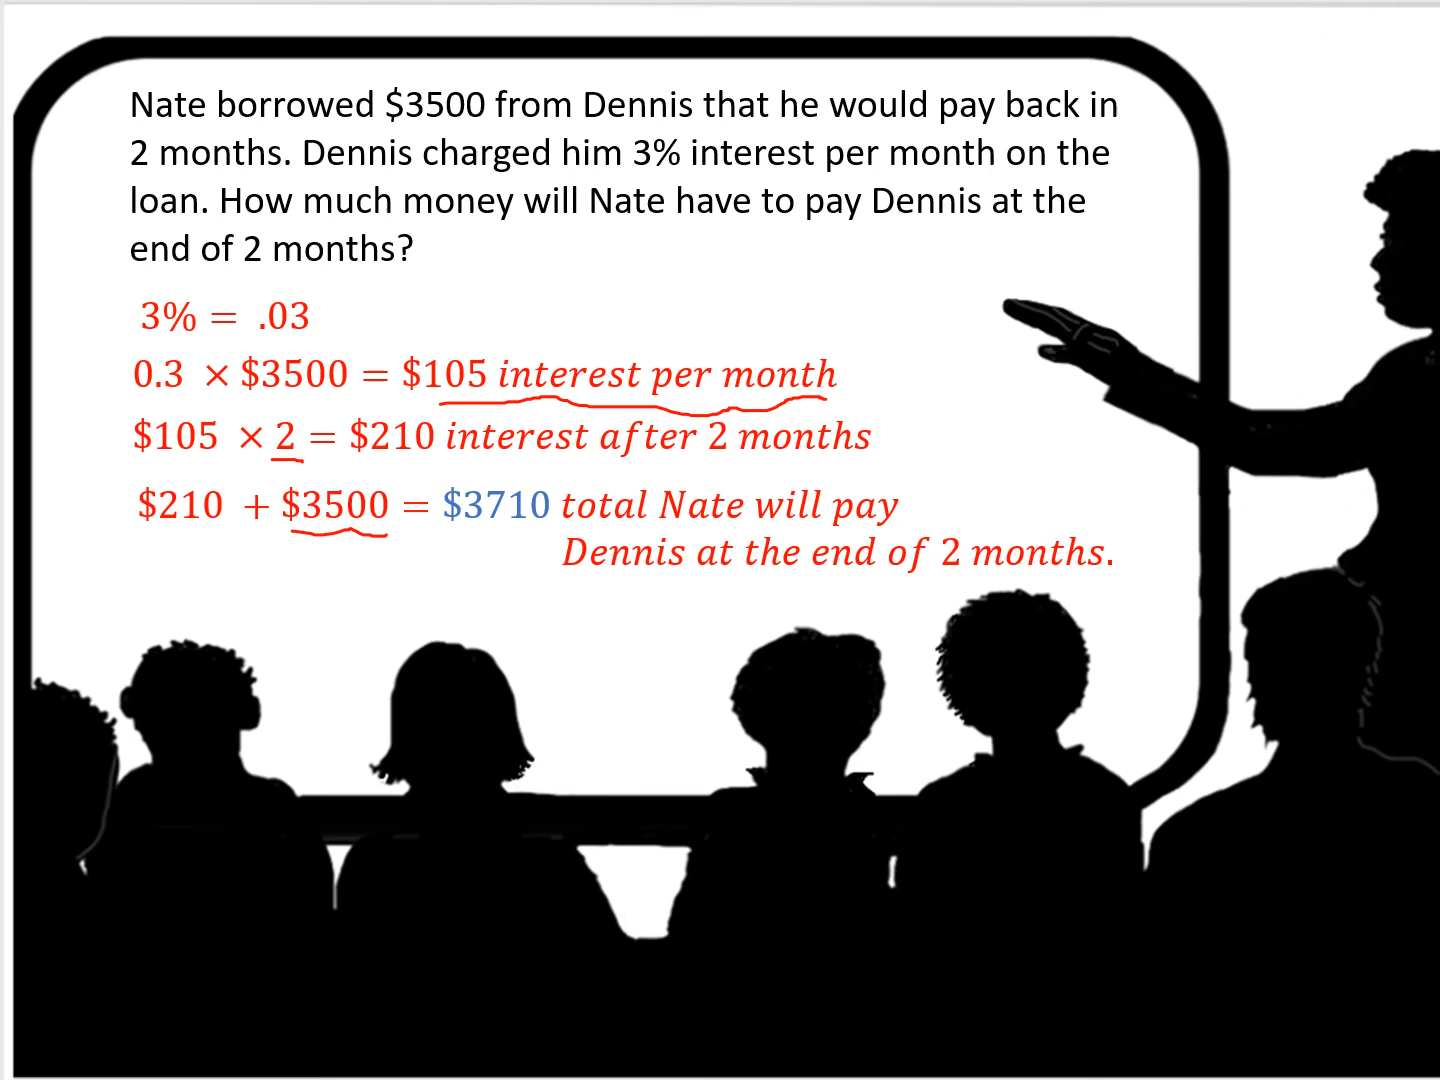 Nate borrowed $3500 from Dennis that he would pay back in
2 months. Dennis charged him 3% interest per month on the
loan. How much money will Nate have to pay Dennis at the
end of 2 months?
3% = .03
0.3 × $3500 = $105 interest per month
$105 × 2 = $210 interest after 2 months
$210 + $3500 = $3710 total Nate will pay
Dennis at the end of 2 months.